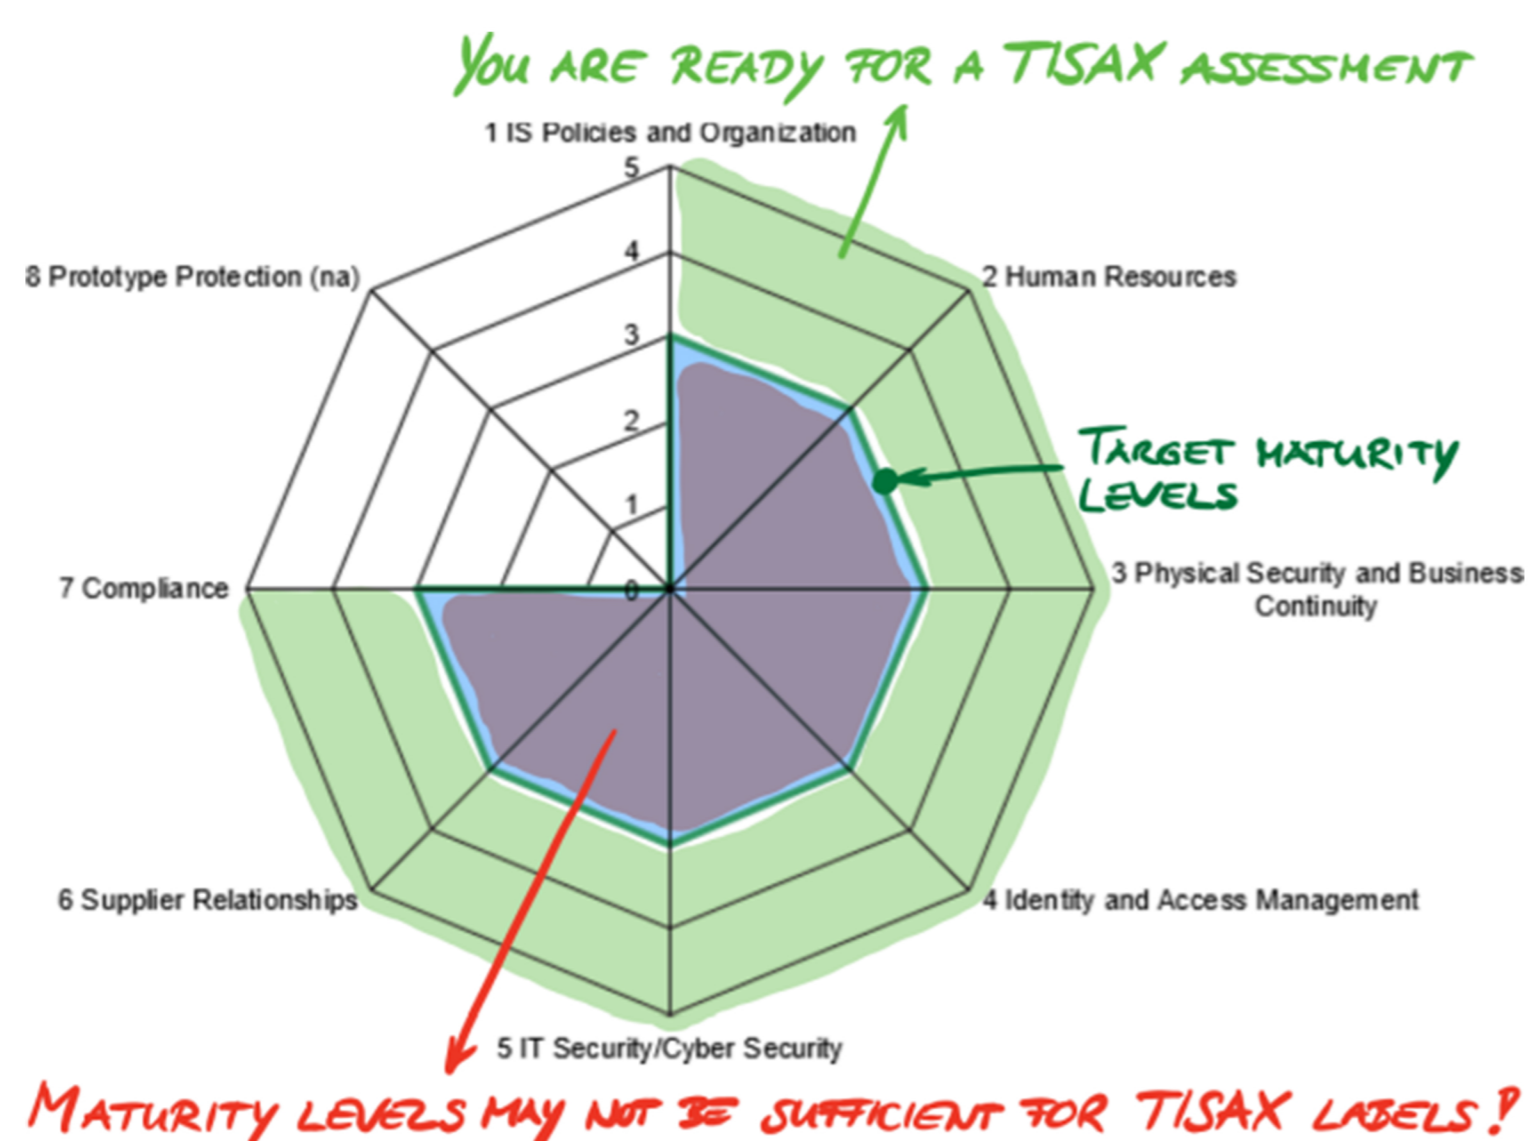 YOU ARE READY FOR A TISAX ASSESSMENT
1 IS Policies and Organization
5
4
8 Prototype Protection (na)
2 Human Resources
3
2
TARGET MATURITY
LEVELS
1
3 Physical Security and Business
Continuity
7 Compliance
0
6 Supplier Relationships
4 Identity and Access Management
5 IT Security/Cyber Security
MATURITY LEVELS MAY NOT BE SUFFICIENT FOR TISAX LABELS!